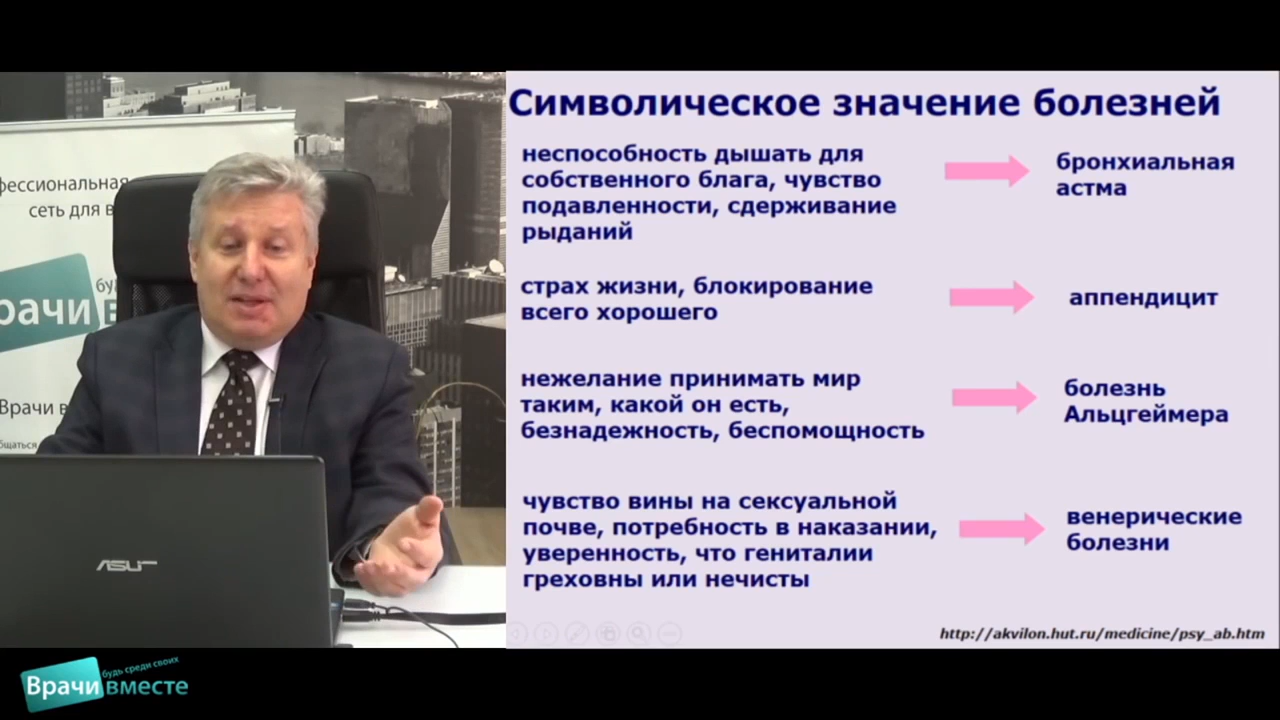 Символическое значение болезней
неспособность дышать для
собственного блага, чувство
подавленности, сдерживание
рыданий
бронхиальная
астма
страх жизни, блокирование
всего хорошего
аппендицит
нежелание принимать мир
таким, какой он есть,
безнадежность, беспомощность
болезнь
Альцгеймера
чувство вины на сексуальной
почве, потребность в наказании,
уверенность, что гениталии
греховны или нечисты
венерические
болезни
http://akvilon.hut.ru/medicine/psy_ab.htm
фессиональная
сеть для в
буд
рачи в
Врачи в
бщаться
ASUS
будь среди своих
Врачи вместе